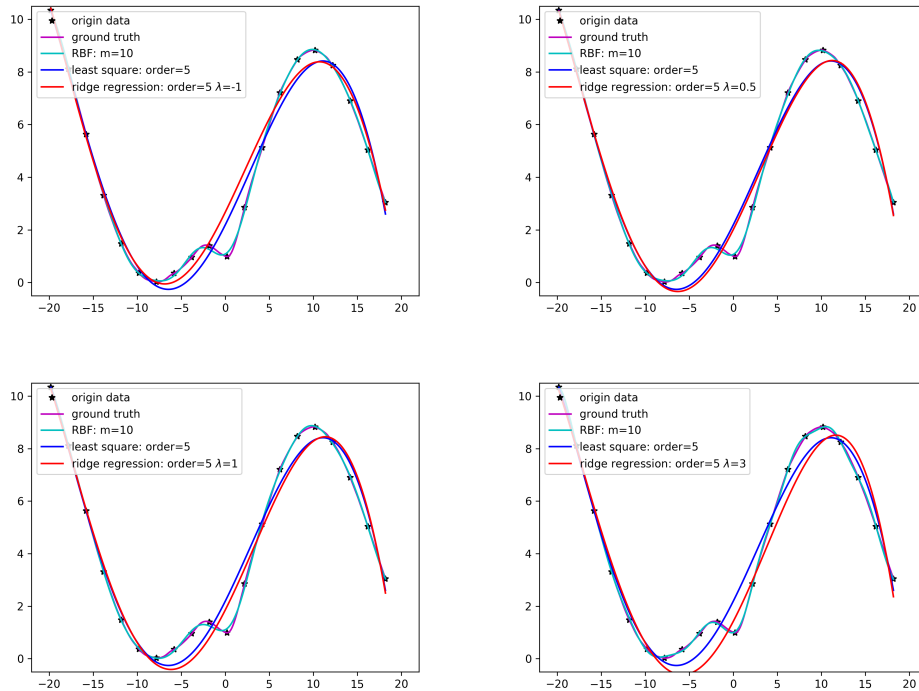 10
8
6
4
2
0
origin data
ground truth
RBF: m=10
least square: order=5
ridge regression: order=5 λ=-1
−20 −15 −10 −5 0 5 10 15 20
10
8
6
4
2
0
origin data
ground truth
RBF: m=10
least square: order=5
ridge regression: order=5 λ=0.5
−20 −15 −10 −5 0 5 10 15 20
10
8
6
4
2
0
origin data
ground truth
RBF: m=10
least square: order=5
ridge regression: order=5 λ=1
−20 −15 −10 −5 0 5 10 15 20
10
8
6
4
2
0
origin data
ground truth
RBF: m=10
least square: order=5
ridge regression: order=5 λ=3
−20 −15 −10 −5 0 5 10 15 20